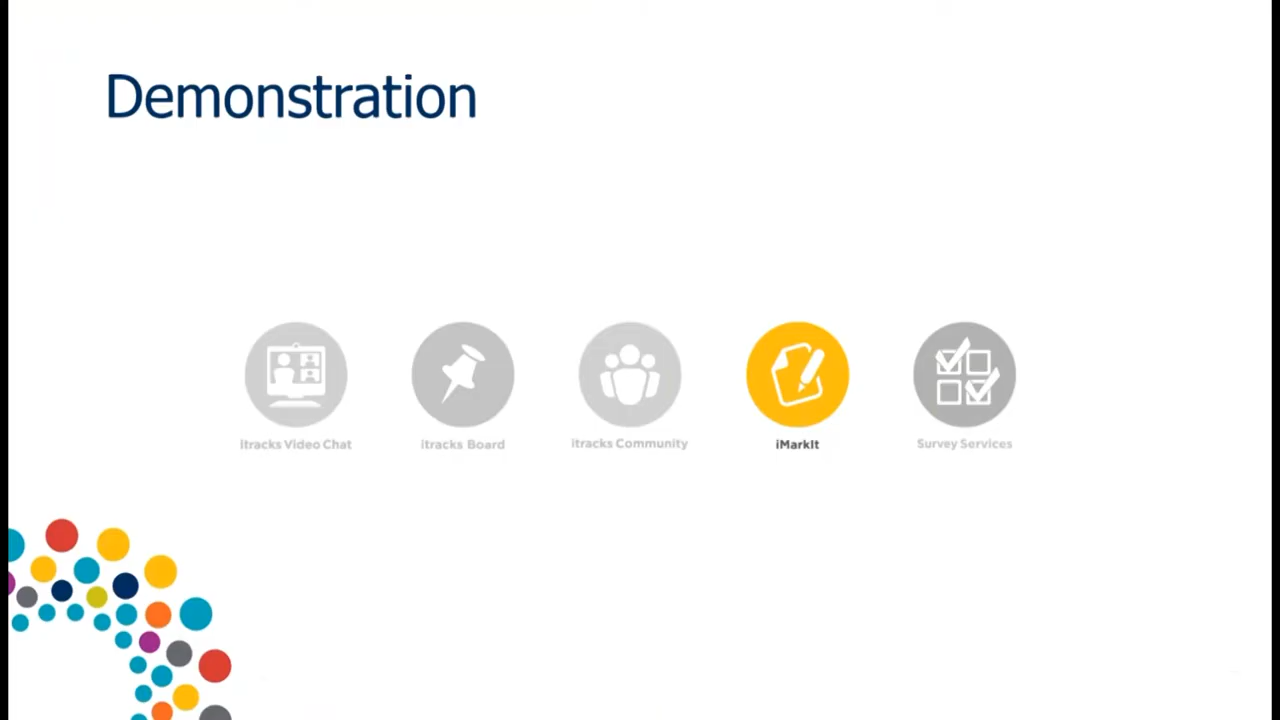 Demonstration
itracks Video Chat
itracks Board
itracks Community
iMarkIt
Survey Services